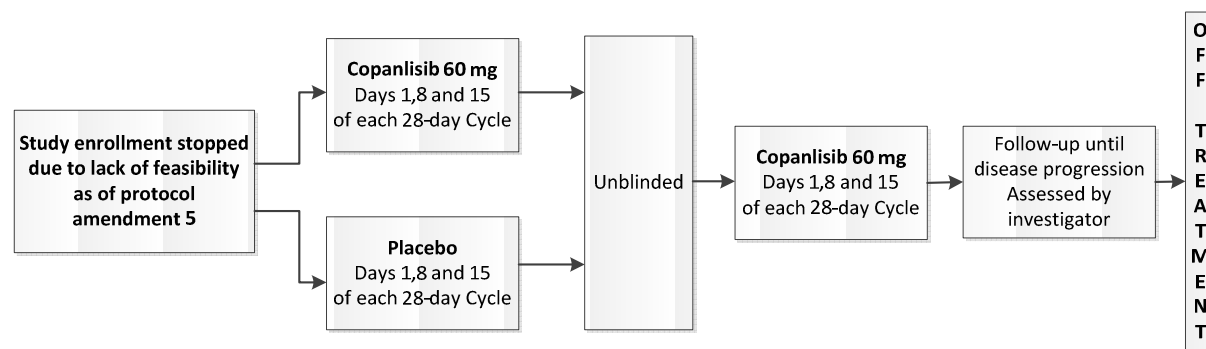 Study enrollment stopped
due to lack of feasibility
as of protocol
amendment 5
Copanlisib 60 mg
Days 1,8 and 15
of each 28-day Cycle
Placebo
Days 1,8 and 15
of each 28-day Cycle
Unblinded
Copanlisib 60 mg
Days 1,8 and 15
of each 28-day Cycle
Follow-up until
disease progression
Assessed by
investigator
O
F
F
T
R
E
A
T
M
E
N
T